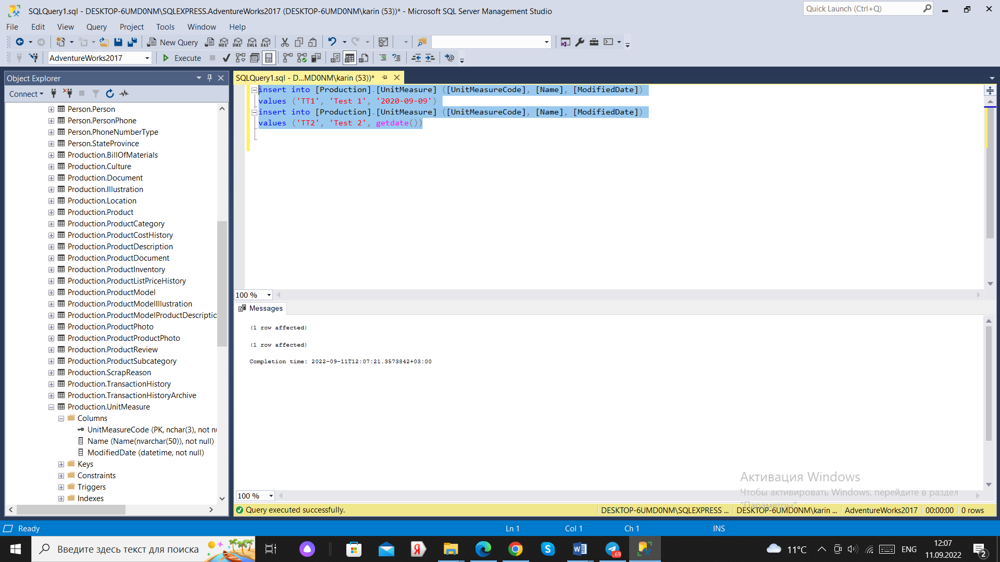 SQLQuery1.sql - DESKTOP-6UMD0NM\SQLEXPRESS.AdventureWorks2017 (DESKTOP-6UMD0NM\karin (53))* - Microsoft SQL Server Management Studio
Quick Launch (Ctrl+Q)
File Edit View Query Project Tools Window Help
New Query
MDX DMX XMLA DAX
AdventureWorks2017
Execute
Object Explorer
Connect
Person.Person
Person.PersonPhone
Person.PhoneNumberType
Person.StateProvince
Production.BillOfMaterials
Production.Culture
Production.Document
Production.Illustration
Production.Location
Production.Product
Production.ProductCategory
Production.ProductCostHistory
Production.ProductDescription
Production.ProductDocument
Production.ProductInventory
Production.ProductListPriceHistory
Production.ProductModel
Production.ProductModelIllustration
Production.ProductModelProductDescriptic
Production.ProductPhoto
Production.ProductProductPhoto
Production.ProductReview
Production.ProductSubcategory
Production.ScrapReason
Production.TransactionHistory
Production.TransactionHistoryArchive
Production.UnitMeasure
Columns
UnitMeasureCode (PK, nchar(3), not nu
Name (Name(nvarchar(50)), not null)
ModifiedDate (datetime, not null)
Keys
Constraints
Triggers
Indexes
SQLQuery1.sql - D...MD0NM\karin (53))*
insert into [Production].[UnitMeasure] ([UnitMeasureCode], [Name], [ModifiedDate])
values ('TT1', 'Test 1', '2020-09-09')
insert into [Production].[UnitMeasure] ([UnitMeasureCode], [Name], [ModifiedDate])
values ('TT2', 'Test 2', getdate())
100 %
Messages
(1 row affected)
(1 row affected)
Completion time: 2022-09-11T12:07:21.3573842+03:00
Активация Windows
Чтобы активировать Windows, перейдите в раздел
"Параметры".
100 %
Query executed successfully.
DESKTOP-6UMD0NM\SQLEXPRESS ... DESKTOP-6UMD0NM\karin ... AdventureWorks2017 00:00:00 0 rows
Ready
Ln 1 Col 1 Ch 1 INS
Введите здесь текст для поиска
.69
11°C
ENG
12:07
11.09.2022
2